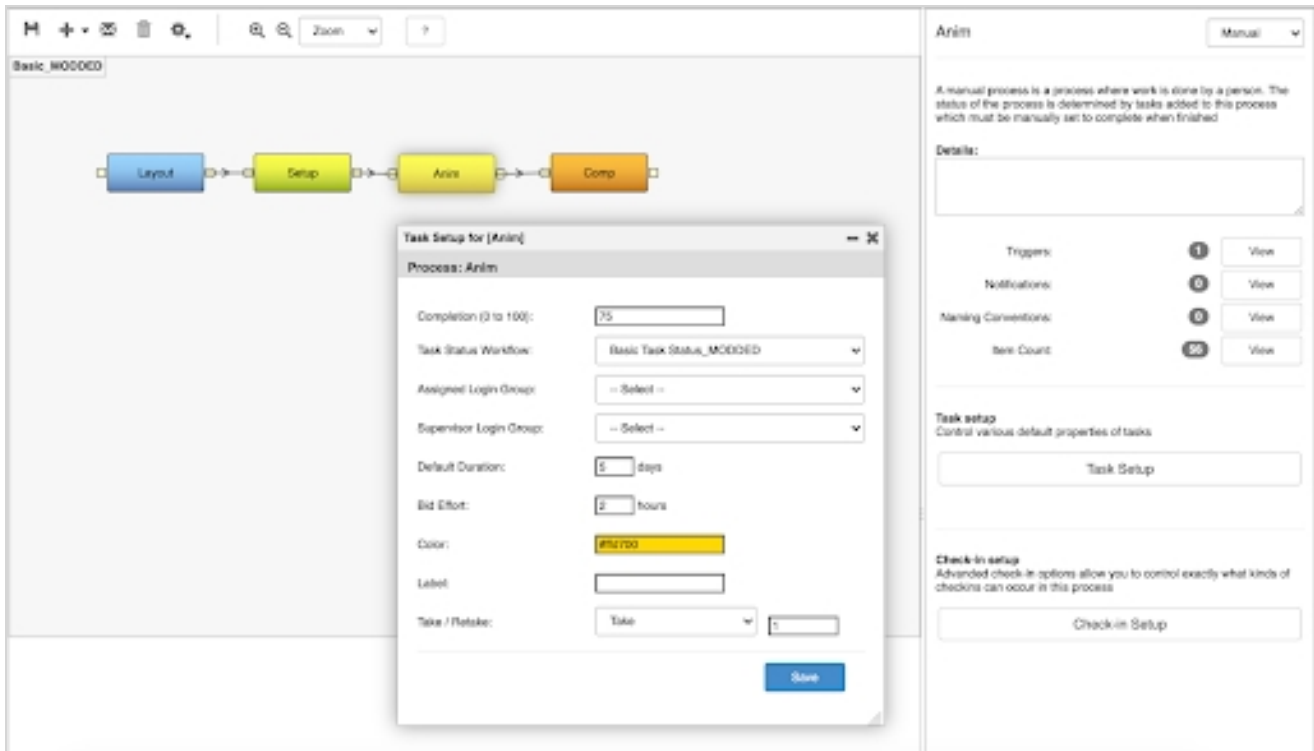 Zoom
?
Basic_MODDED
Layout
Setup
Anim
Comp
Task Setup for [Anim]
Process: Anim
Completion (0 to 100):
75
Task Status Workflow:
Basic Task Status_MODDED
Assigned Login Group:
-- Select --
Supervisor Login Group:
-- Select --
Default Duration:
5 days
Bid Effort:
2 hours
Color:
Label:
Take / Retake:
Take
1
Save
Anim
Manual
A manual process is a process where work is done by a person. The
status of the process is determined by tasks added to this process
which must be manually set to complete when finished
Details:
Triggers:
1
View
Notifications:
0
View
Naming Conventions:
0
View
Item Count:
56
View
Task setup
Control various default properties of tasks
Task Setup
Check-in setup
Advanded check-in options allow you to control exactly what kinds of
checkins can occur in this process
Check-in Setup